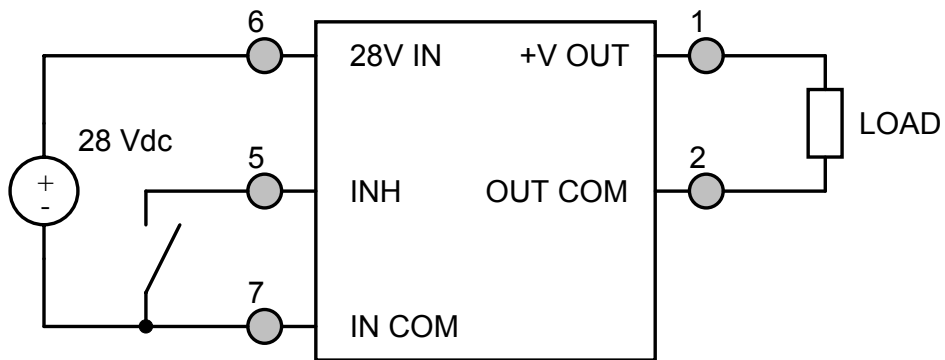 6
1
28V IN
+V OUT
28 Vdc
LOAD
5
2
+
-
INH
OUT COM
7
IN COM